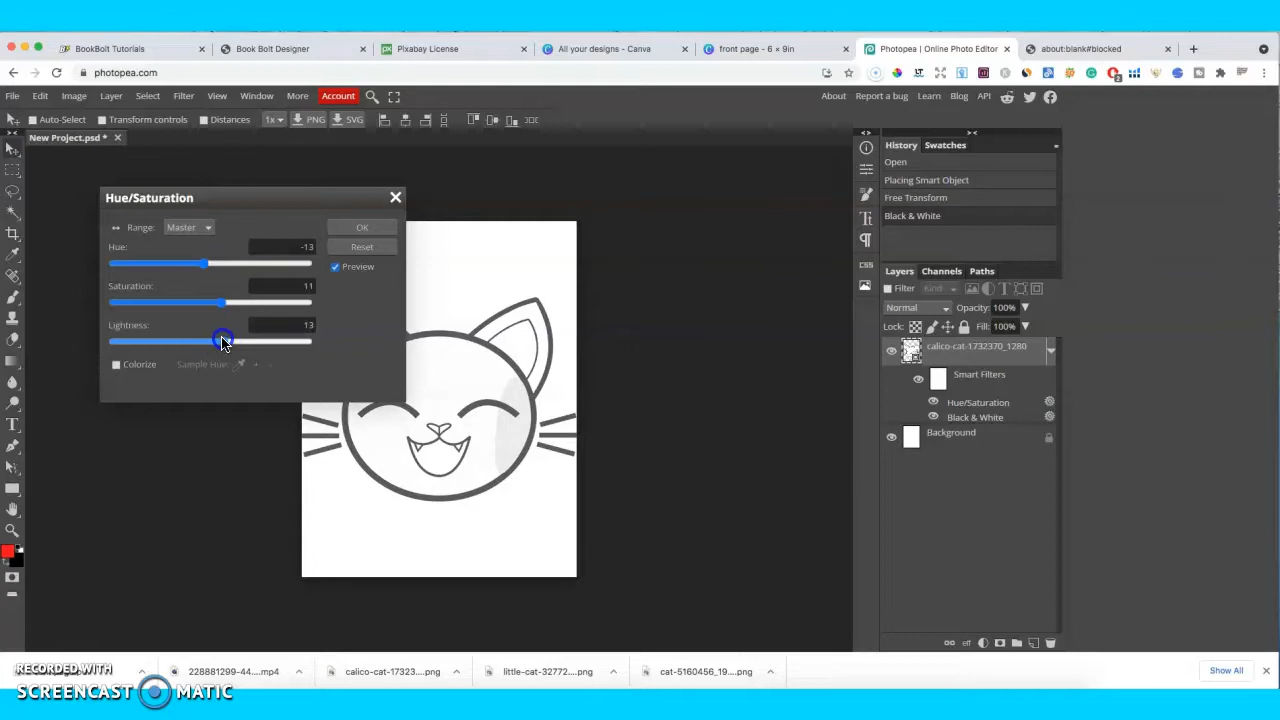 BookBolt Tutorials
Book Bolt Designer
Pixabay License
All your designs - Canva
front page - 6 × 9in
Photopea | Online Photo Editor
about:blank#blocked
photopea.com
File Edit Image Layer Select Filter View Window More Account
About Report a bug Learn Blog API
Auto-Select Transform controls Distances 1x PNG SVG
New Project.psd *
History Swatches
Open
Placing Smart Object
Free Transform
Black & White
Hue/Saturation
Range: Master OK
Hue: -13 Reset
Preview
Saturation: 11
Lightness: 13
Colorize Sample Hue: + -
CSS
Layers Channels Paths
Filter Kind
Normal Opacity: 100%
Lock: Fill: 100%
calico-cat-1732370_1280
Smart Filters
Hue/Saturation
Black & White
Background
eff
228881299-44....mp4
calico-cat-17323....png
little-cat-32772....png
cat-5160456_19....png
Show All
RECORDED WITH
SCREENCAST MATIC